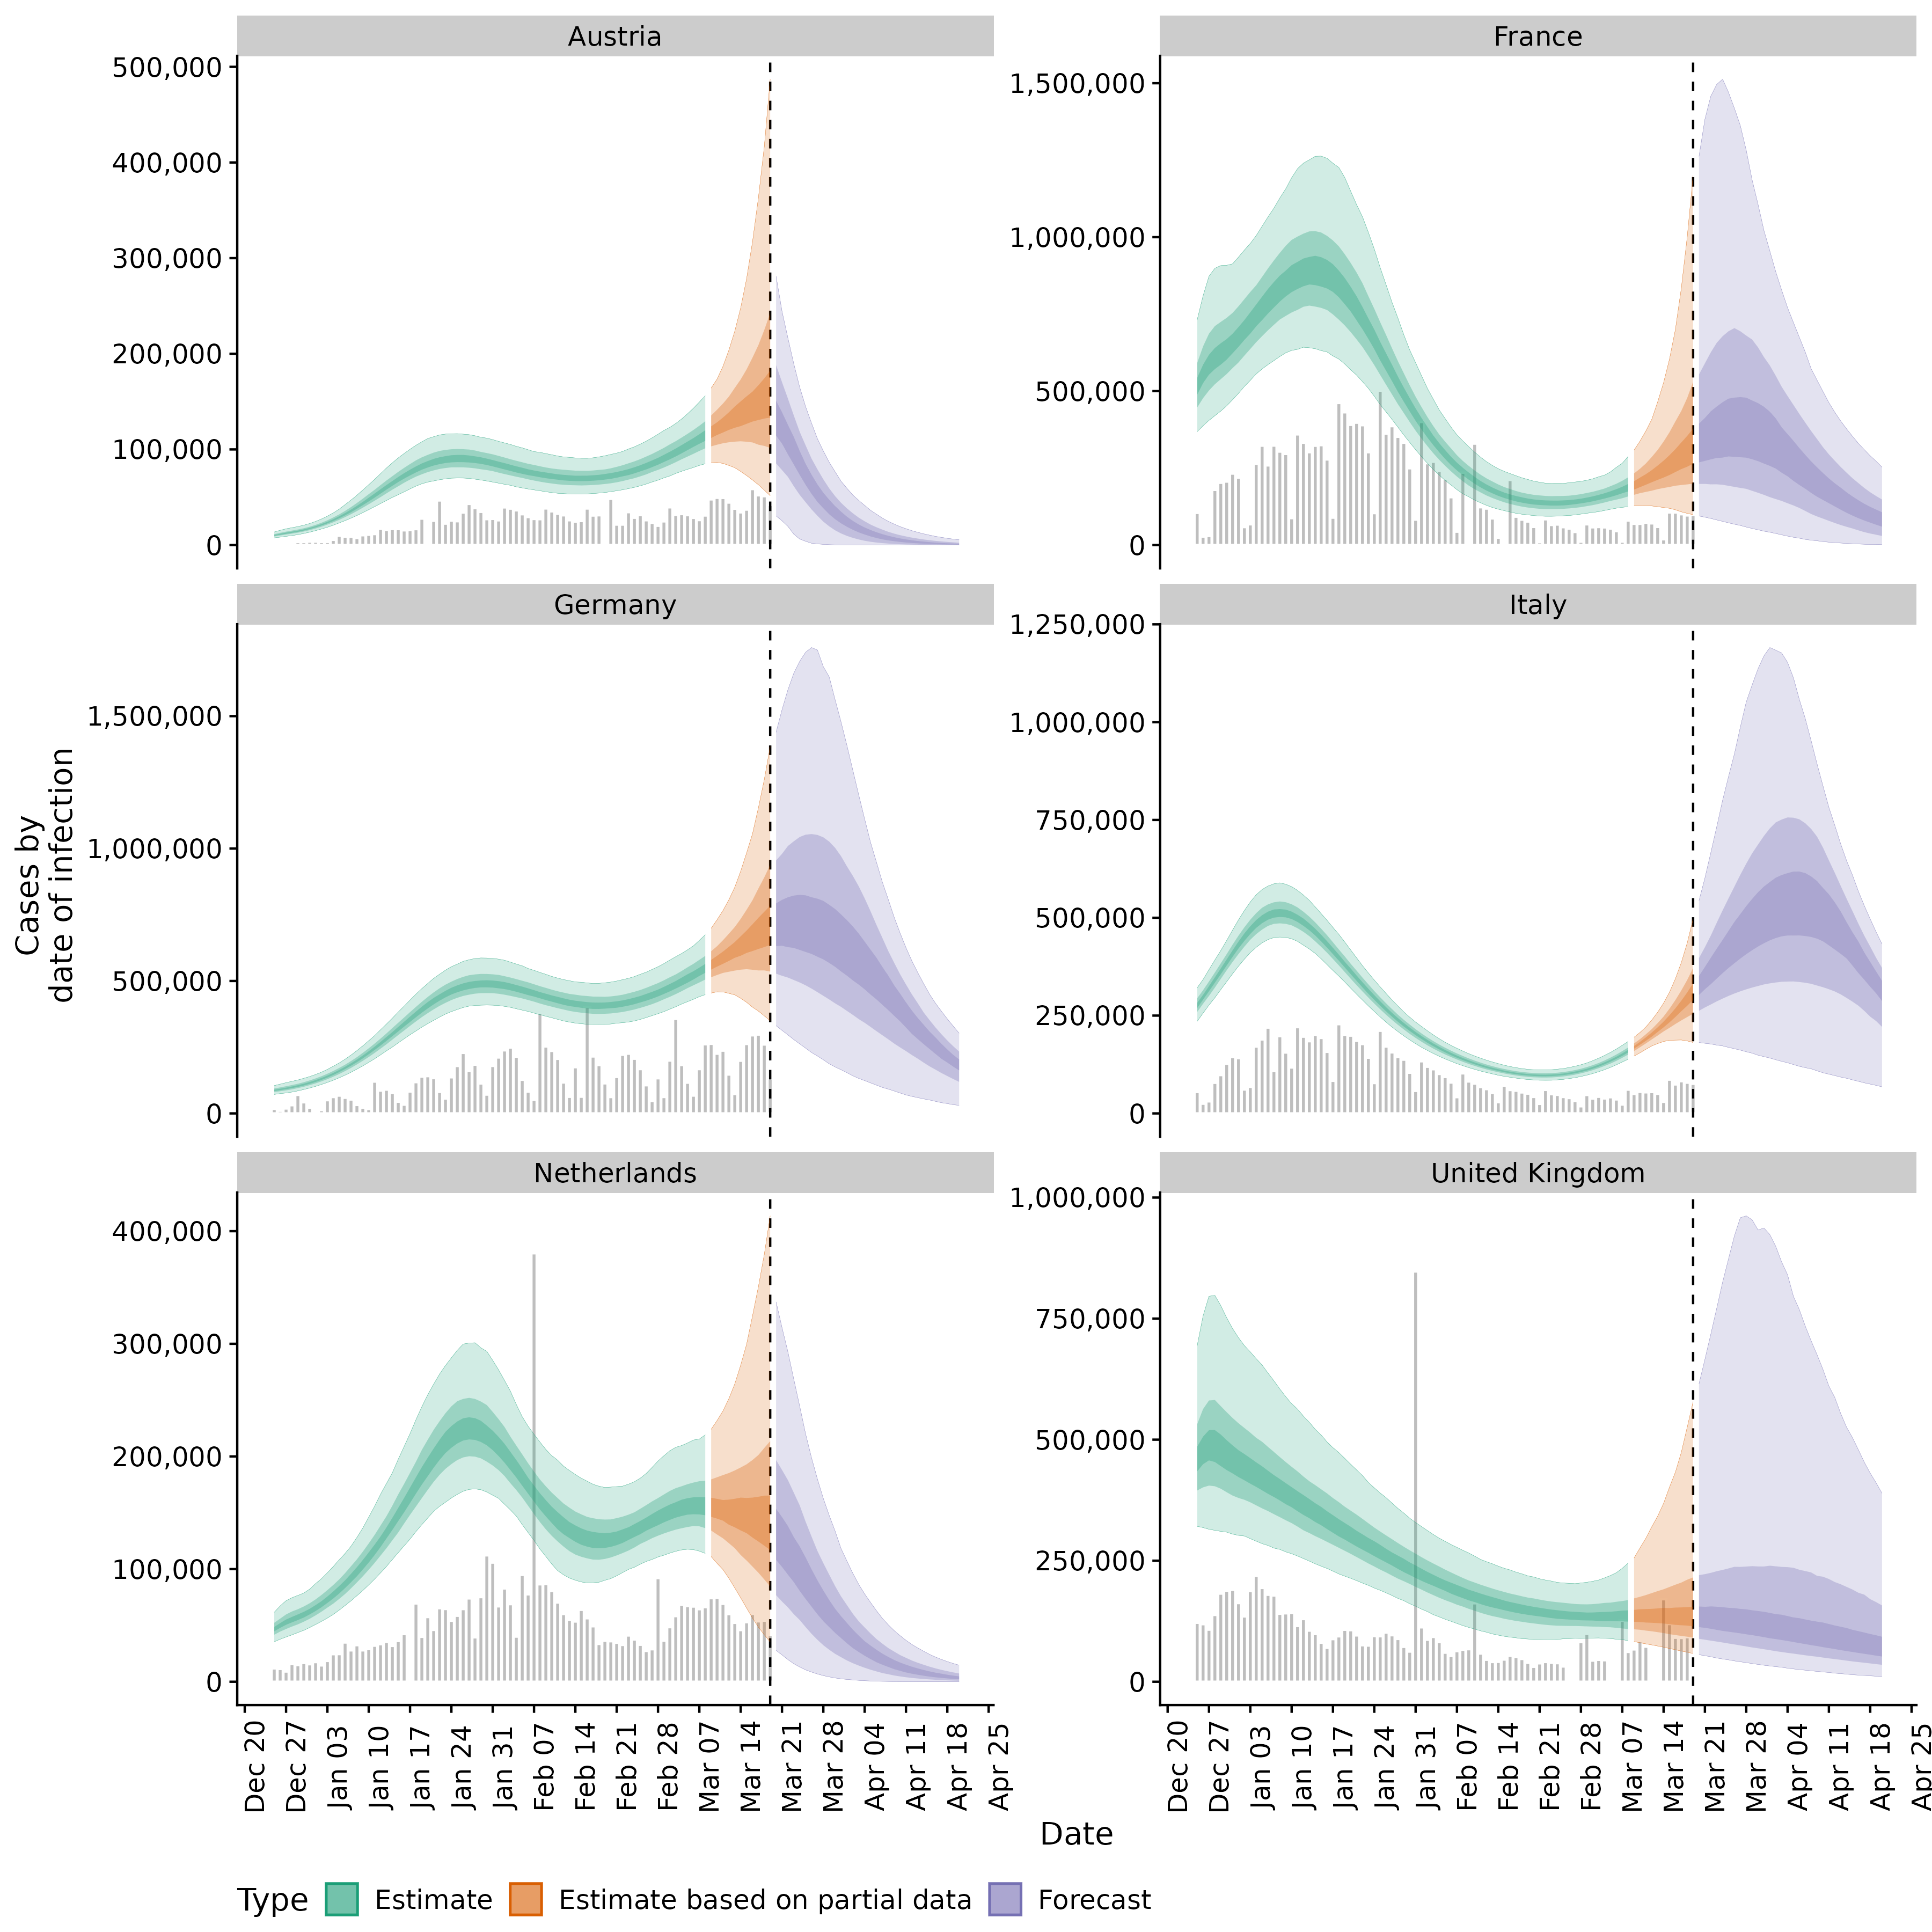 Austria
France
500,000
400,000
300,000
200,000
100,000
0
1,500,000
1,000,000
500,000
0
Germany
Italy
1,500,000
1,000,000
500,000
0
1,250,000
1,000,000
750,000
500,000
250,000
0
Netherlands
United Kingdom
400,000
300,000
200,000
100,000
0
1,000,000
750,000
500,000
250,000
0
Cases by
date of infection
Dec 20
Dec 27
Jan 03
Jan 10
Jan 17
Jan 24
Jan 31
Feb 07
Feb 14
Feb 21
Feb 28
Mar 07
Mar 14
Mar 21
Mar 28
Apr 04
Apr 11
Apr 18
Apr 25
Dec 20
Dec 27
Jan 03
Jan 10
Jan 17
Jan 24
Jan 31
Feb 07
Feb 14
Feb 21
Feb 28
Mar 07
Mar 14
Mar 21
Mar 28
Apr 04
Apr 11
Apr 18
Apr 25
Date
Type Estimate Estimate based on partial data Forecast